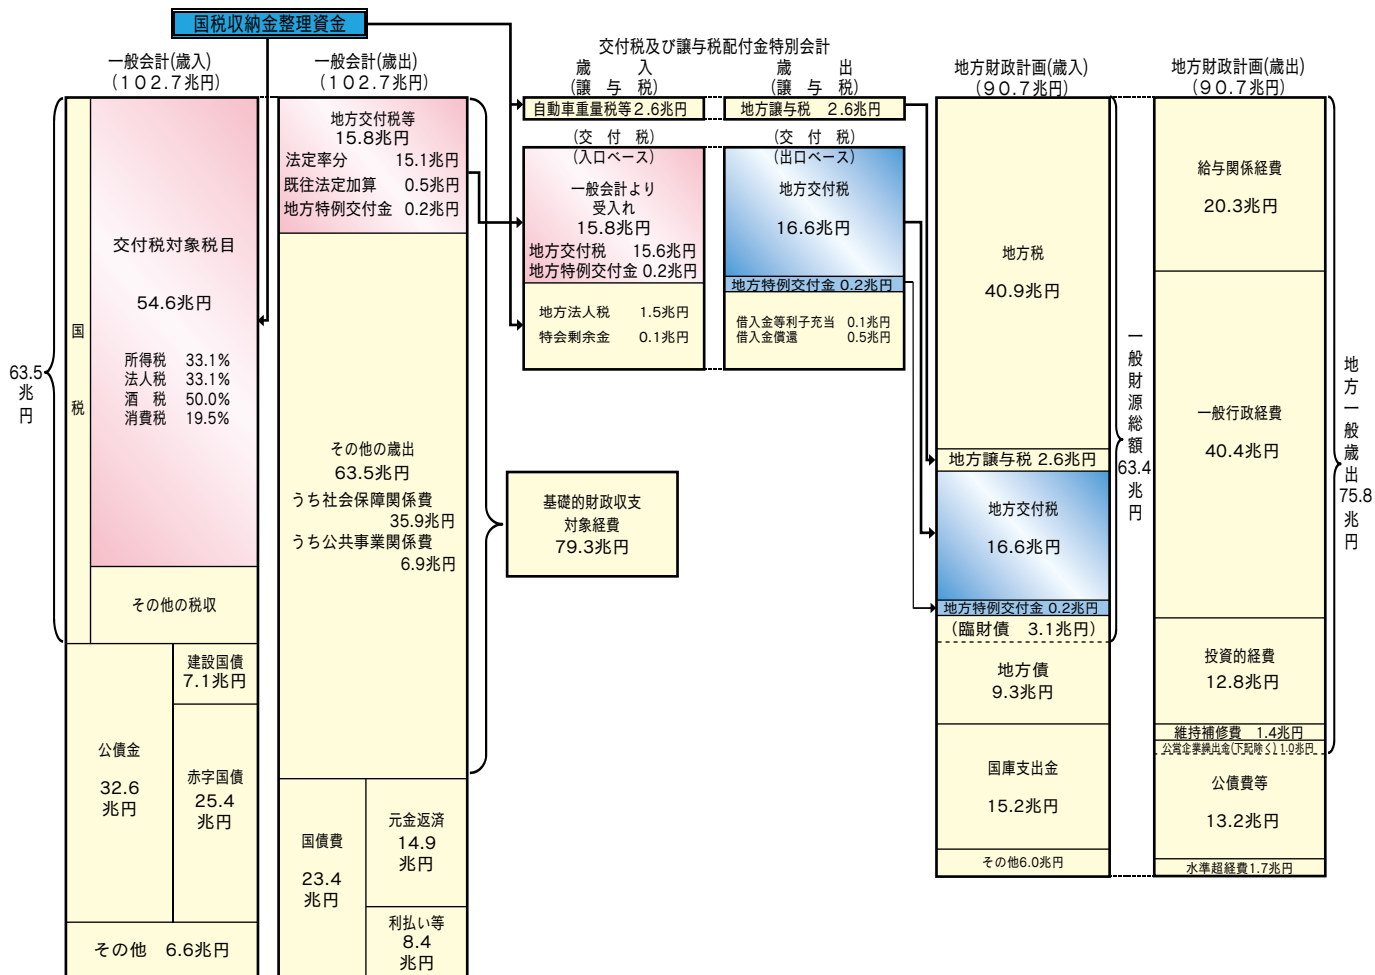 国税収納金整理資金
一般会計(歳入)
(102.7兆円)
63.5
兆
円
国
税
交付税対象税目
54.6兆円
所得税 33.1%
法人税 33.1%
酒 税 50.0%
消費税 19.5%
その他の税収
公債金
32.6
兆円
建設国債
7.1兆円
赤字国債
25.4
兆円
その他 6.6兆円
一般会計(歳出)
(102.7兆円)
地方交付税等
15.8兆円
法定率分 15.1兆円
既往法定加算 0.5兆円
地方特例交付金 0.2兆円
その他の歳出
63.5兆円
うち社会保障関係費
35.9兆円
うち公共事業関係費
6.9兆円
国債費
23.4
兆円
元金返済
14.9
兆円
利払い等
8.4
兆円
基礎的財政収支
対象経費
79.3兆円
交付税及び譲与税配付金特別会計
歳 入
(譲 与 税)
自動車重量税等2.6兆円
(交 付 税)
(入口ベース)
一般会計より
受入れ
15.8兆円
地方交付税 15.6兆円
地方特例交付金 0.2兆円
地方法人税 1.5兆円
特会剰余金 0.1兆円
歳 出
(譲 与 税)
地方譲与税 2.6兆円
(交 付 税)
(出口ベース)
地方交付税
16.6兆円
地方特例交付金 0.2兆円
借入金等利子充当 0.1兆円
借入金償還 0.5兆円
地方財政計画(歳入)
(90.7兆円)
地方税
40.9兆円
地方譲与税 2.6兆円
地方交付税
16.6兆円
地方特例交付金 0.2兆円
(臨財債 3.1兆円)
地方債
9.3兆円
国庫支出金
15.2兆円
その他6.0兆円
一
般
財
源
総
額
63.4
兆
円
地方財政計画(歳出)
(90.7兆円)
給与関係経費
20.3兆円
一般行政経費
40.4兆円
投資的経費
12.8兆円
維持補修費 1.4兆円
公営企業繰出金(下記除く)1.0兆円
公債費等
13.2兆円
水準超経費1.7兆円
地
方
一
般
歳
出
75.8
兆
円